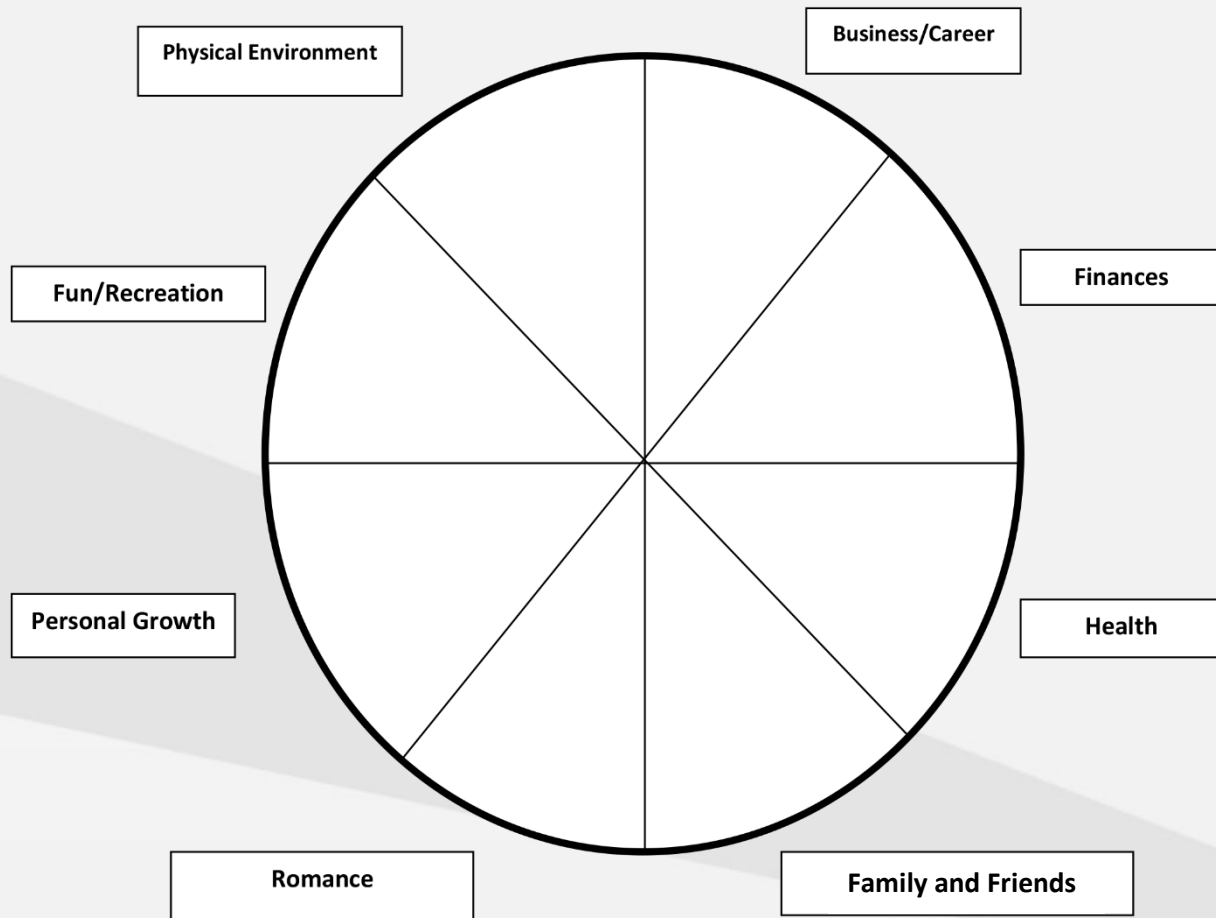 Physical Environment
Business/Career
Fun/Recreation
Finances
Personal Growth
Health
Romance
Family and Friends